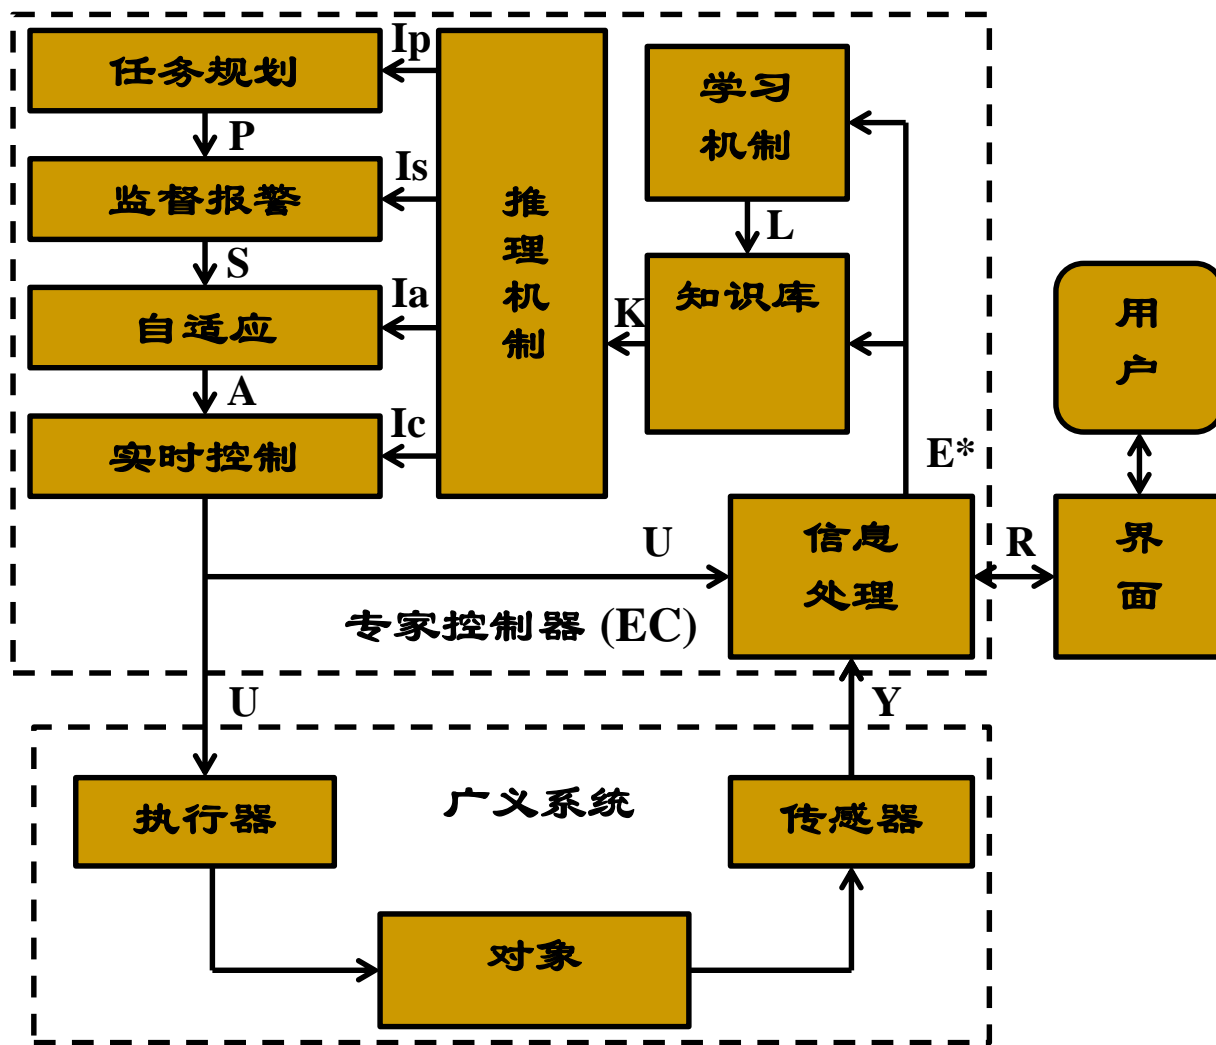 任务规划
Ip
P
监督报警
Is
S
自适应
Ia
A
实时控制
Ic
推
理
机
制
学习
机制
L
知识库
K
E*
用
户
界
面
R
信息
处理
U
专家控制器 (EC)
U
Y
执行器
广义系统
传感器
对象